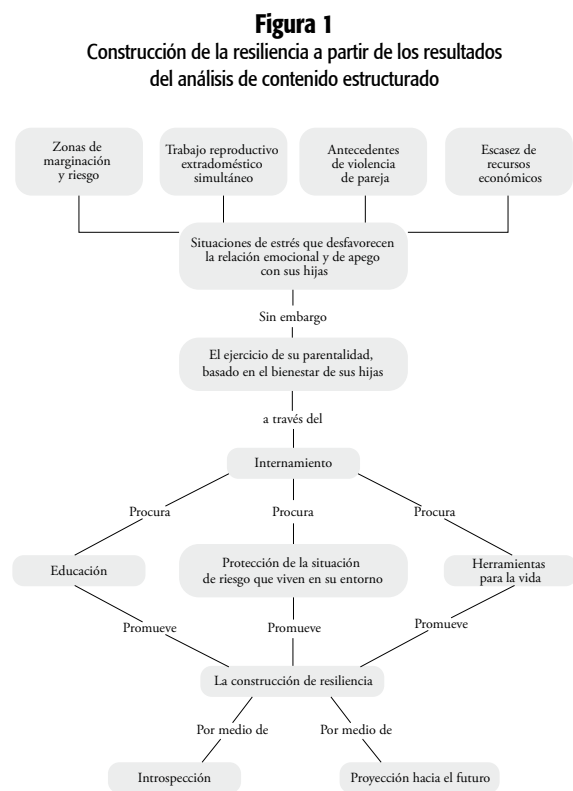 Figura 1
Construcción de la resiliencia a partir de los resultados
del análisis de contenido estructurado
Zonas de
marginación
y riesgo
Trabajo reproductivo
extradoméstico
simultáneo
Antecedentes
de violencia
de pareja
Escasez de
recursos
económicos
Situaciones de estrés que desfavorecen
la relación emocional y de apego
con sus hijas
Sin embargo
El ejercicio de su parentalidad,
basado en el bienestar de sus hijas
a través del
Internamiento
Procura
Procura
Procura
Educación
Protección de la situación
de riesgo que viven en su entorno
Herramientas
para la vida
Promueve
Promueve
Promueve
La construcción de resiliencia
Por medio de
Por medio de
Introspección
Proyección hacia el futuro